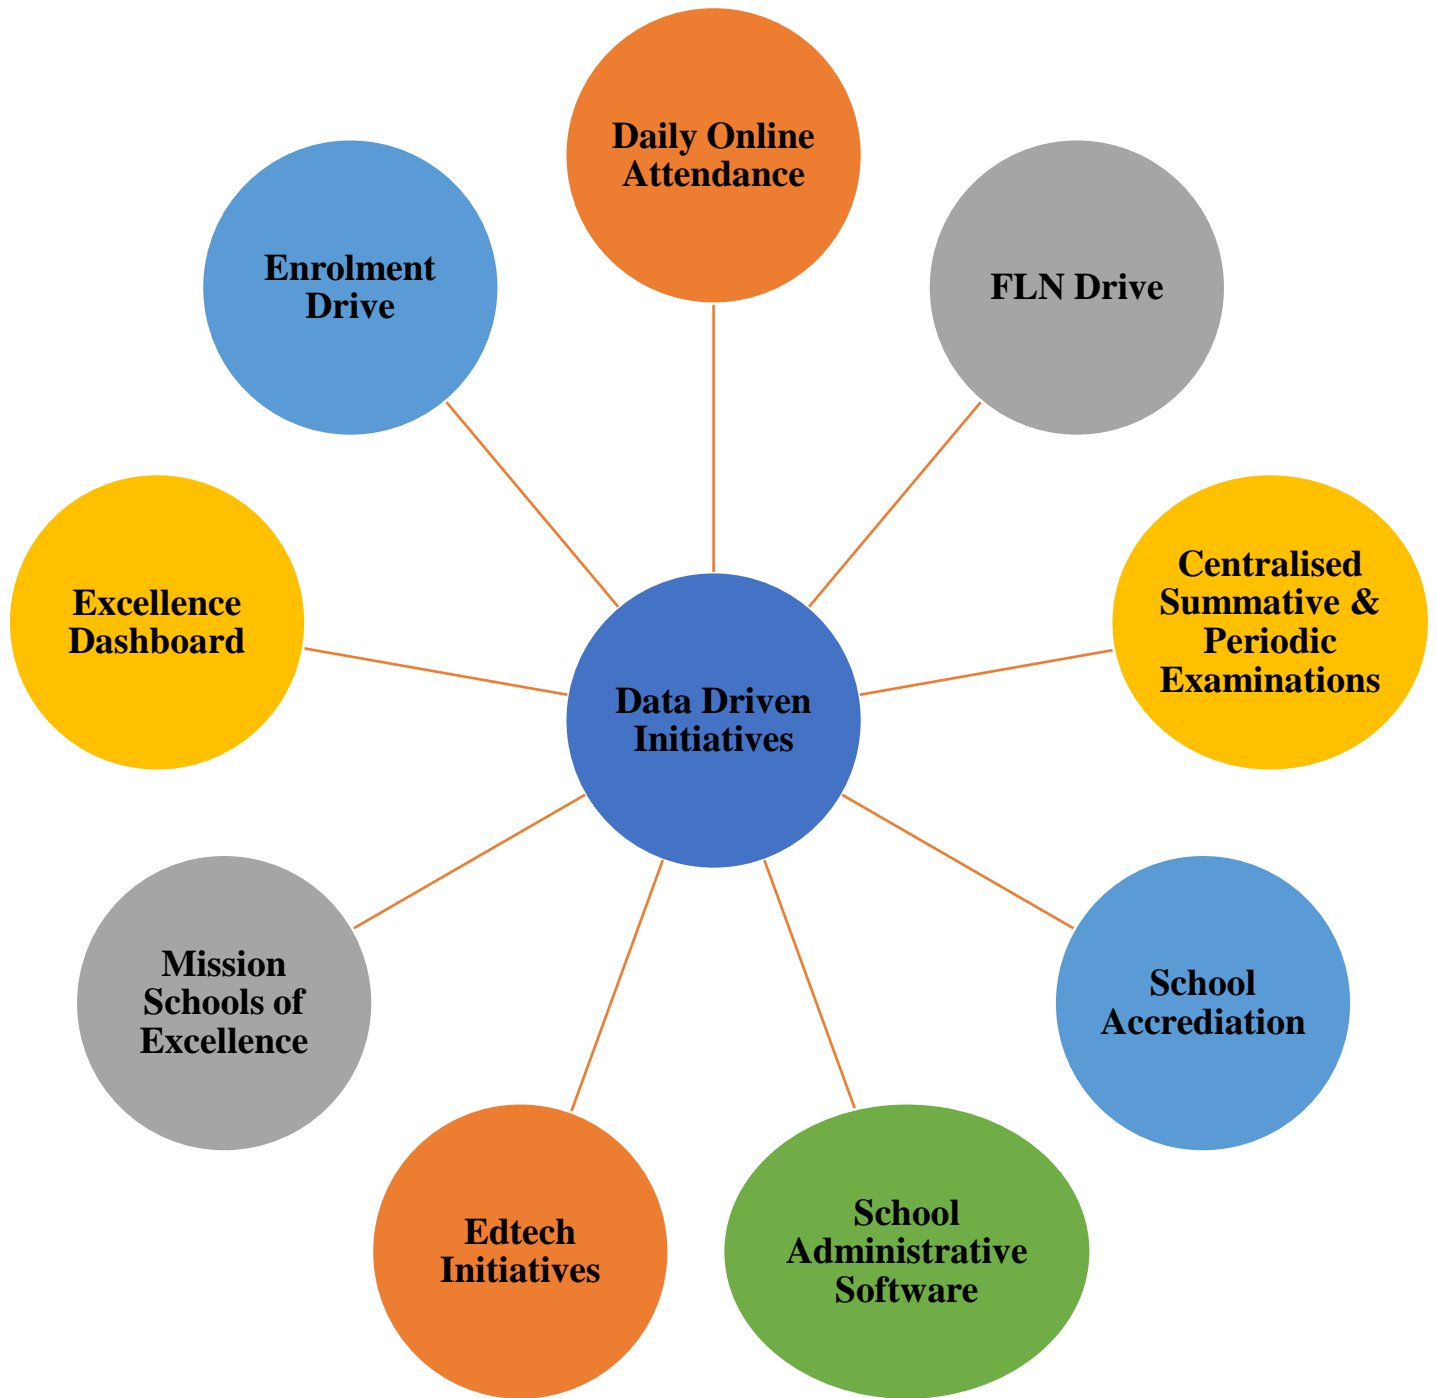 Daily Online
Attendance
FLN Drive
Centralised
Summative &
Periodic
Examinations
School
Accrediation
School
Administrative
Software
Edtech
Initiatives
Mission
Schools of
Excellence
Excellence
Dashboard
Enrolment
Drive
Data Driven
Initiatives